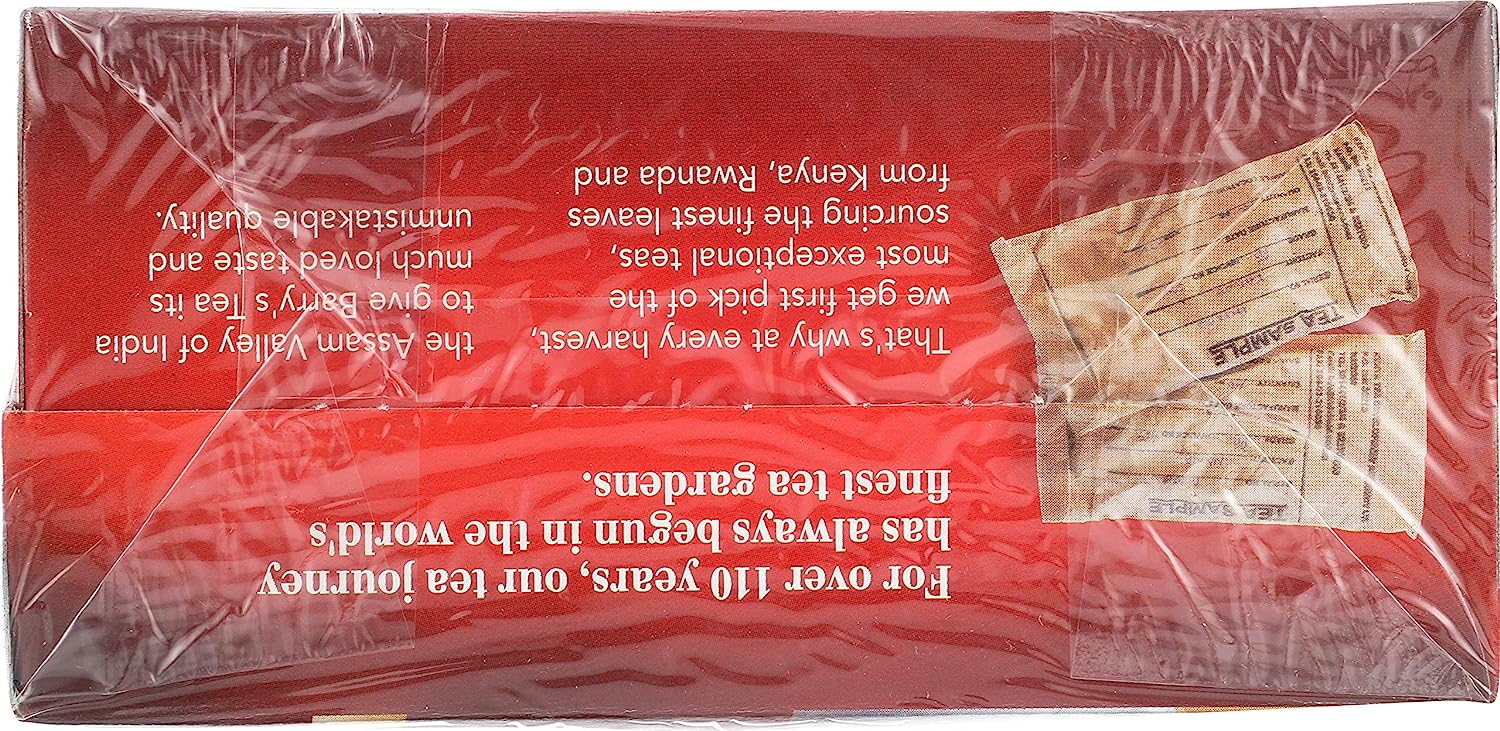 For over 110 years, our tea journey
has always begun in the world's
finest tea gardens.
That's why at every harvest,
we get first pick of the
most exceptional teas,
sourcing the finest leaves
from Kenya, Rwanda and
the Assam Valley of India
to give Barry's Tea its
much loved taste and
unmistakable quality.
TEA SAMPLE
TEA SAMPLE